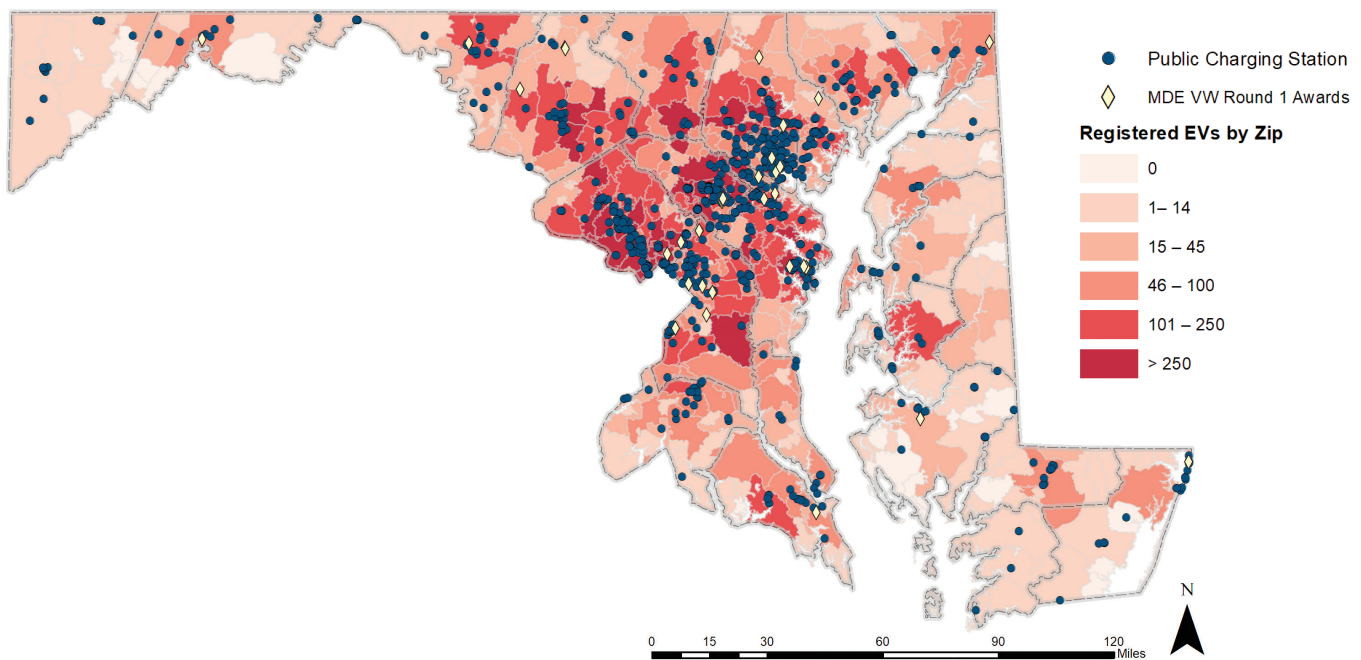 Public Charging Station
MDE VW Round 1 Awards
Registered EVs by Zip
0
1– 14
15 – 45
46 – 100
101 – 250
> 250
N
0 15 30 60 90 120
Miles